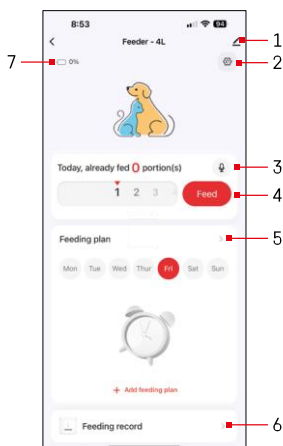 8:53
94
Feeder - 4L
1
7
0%
2
Today, already fed 0 portion(s)
3
1 2 3
Feed
4
Feeding plan
5
Mon Tue Wed Thur Fri Sat Sun
+ Add feeding plan
Feeding record
6